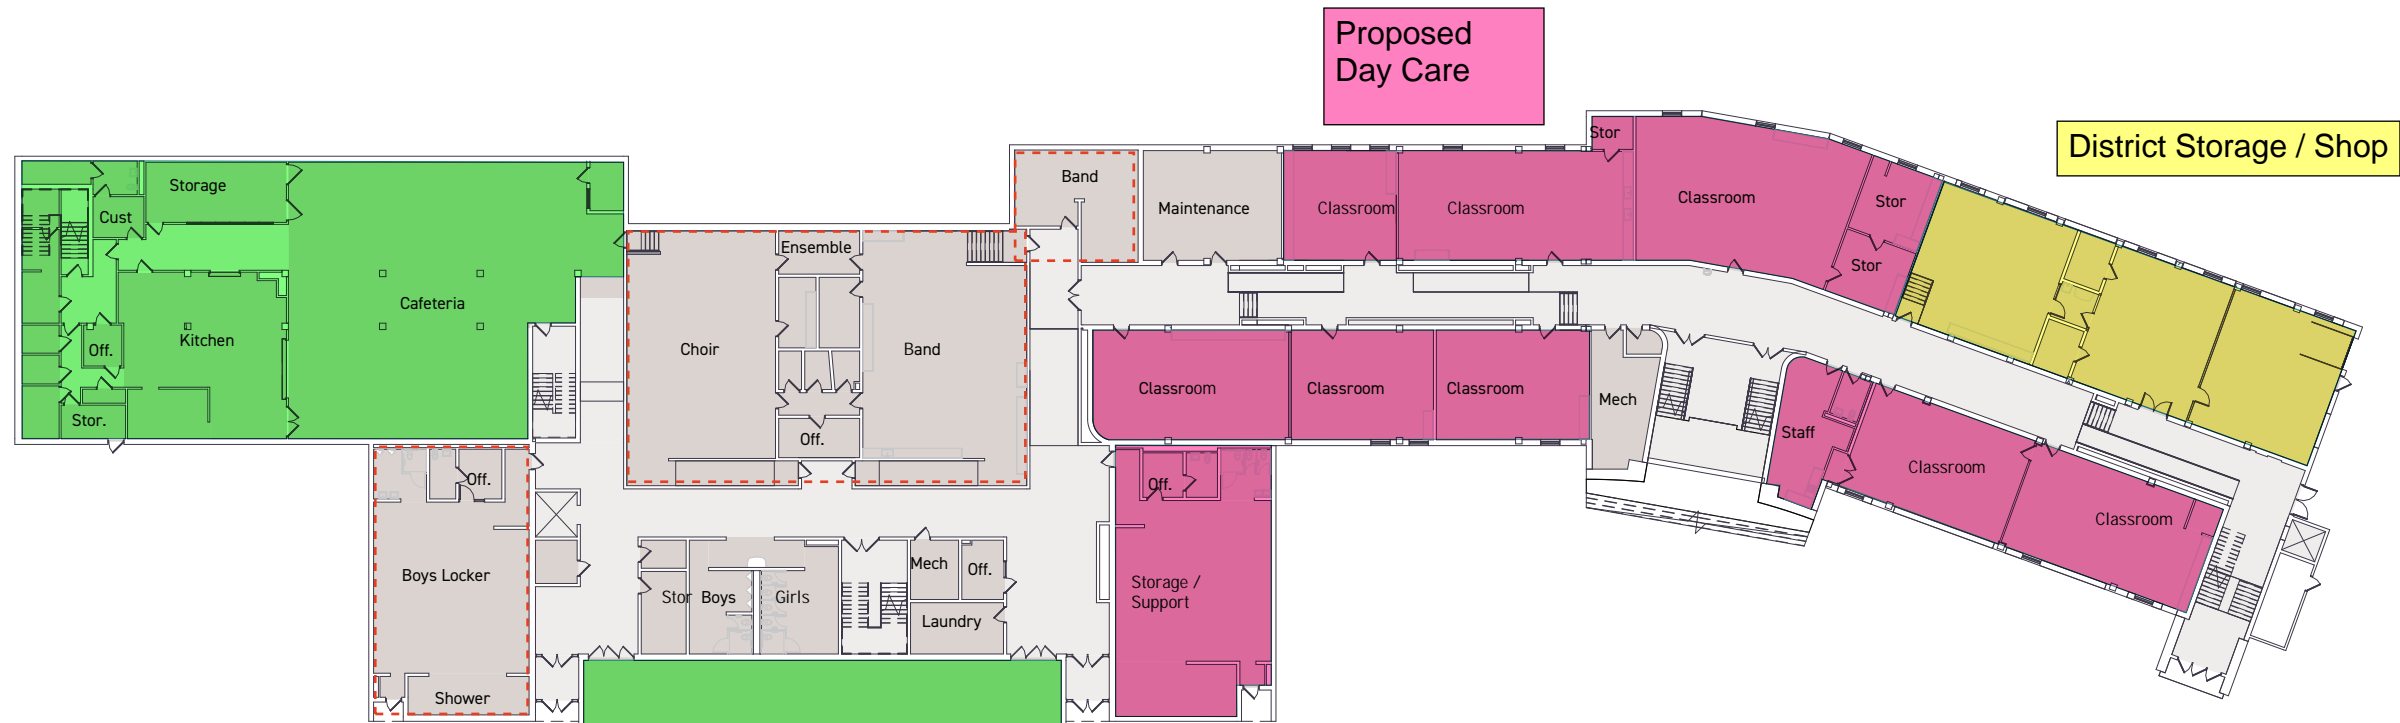 Proposed
Day Care
District Storage / Shop
Storage
Cust
Cafeteria
Kitchen
Off.
Stor.
Ensemble
Choir
Band
Off.
Band
Maintenance
Classroom
Classroom
Stor
Classroom
Stor
Stor
Classroom
Classroom
Classroom
Mech
Staff
Classroom
Classroom
Off.
Boys Locker
Shower
Stor
Boys
Girls
Mech
Off.
Laundry
Off.
Storage /
Support